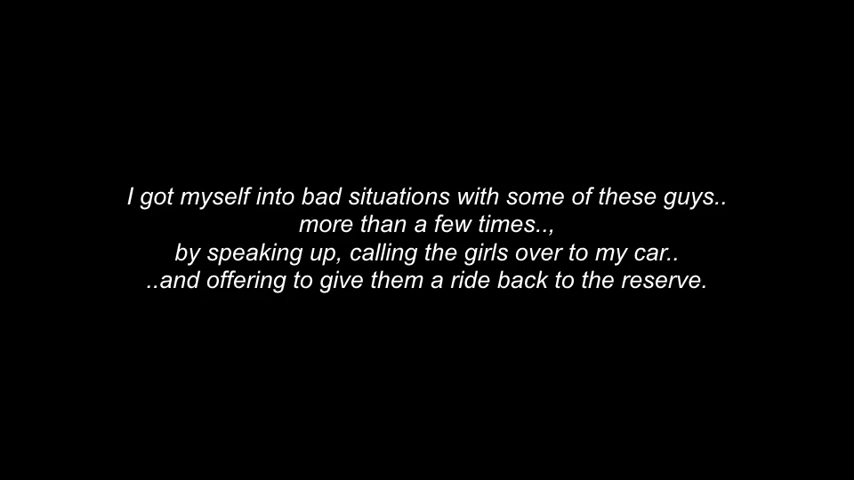 I got myself into bad situations with some of these guys..
more than a few times..,
by speaking up, calling the girls over to my car..
..and offering to give them a ride back to the reserve.